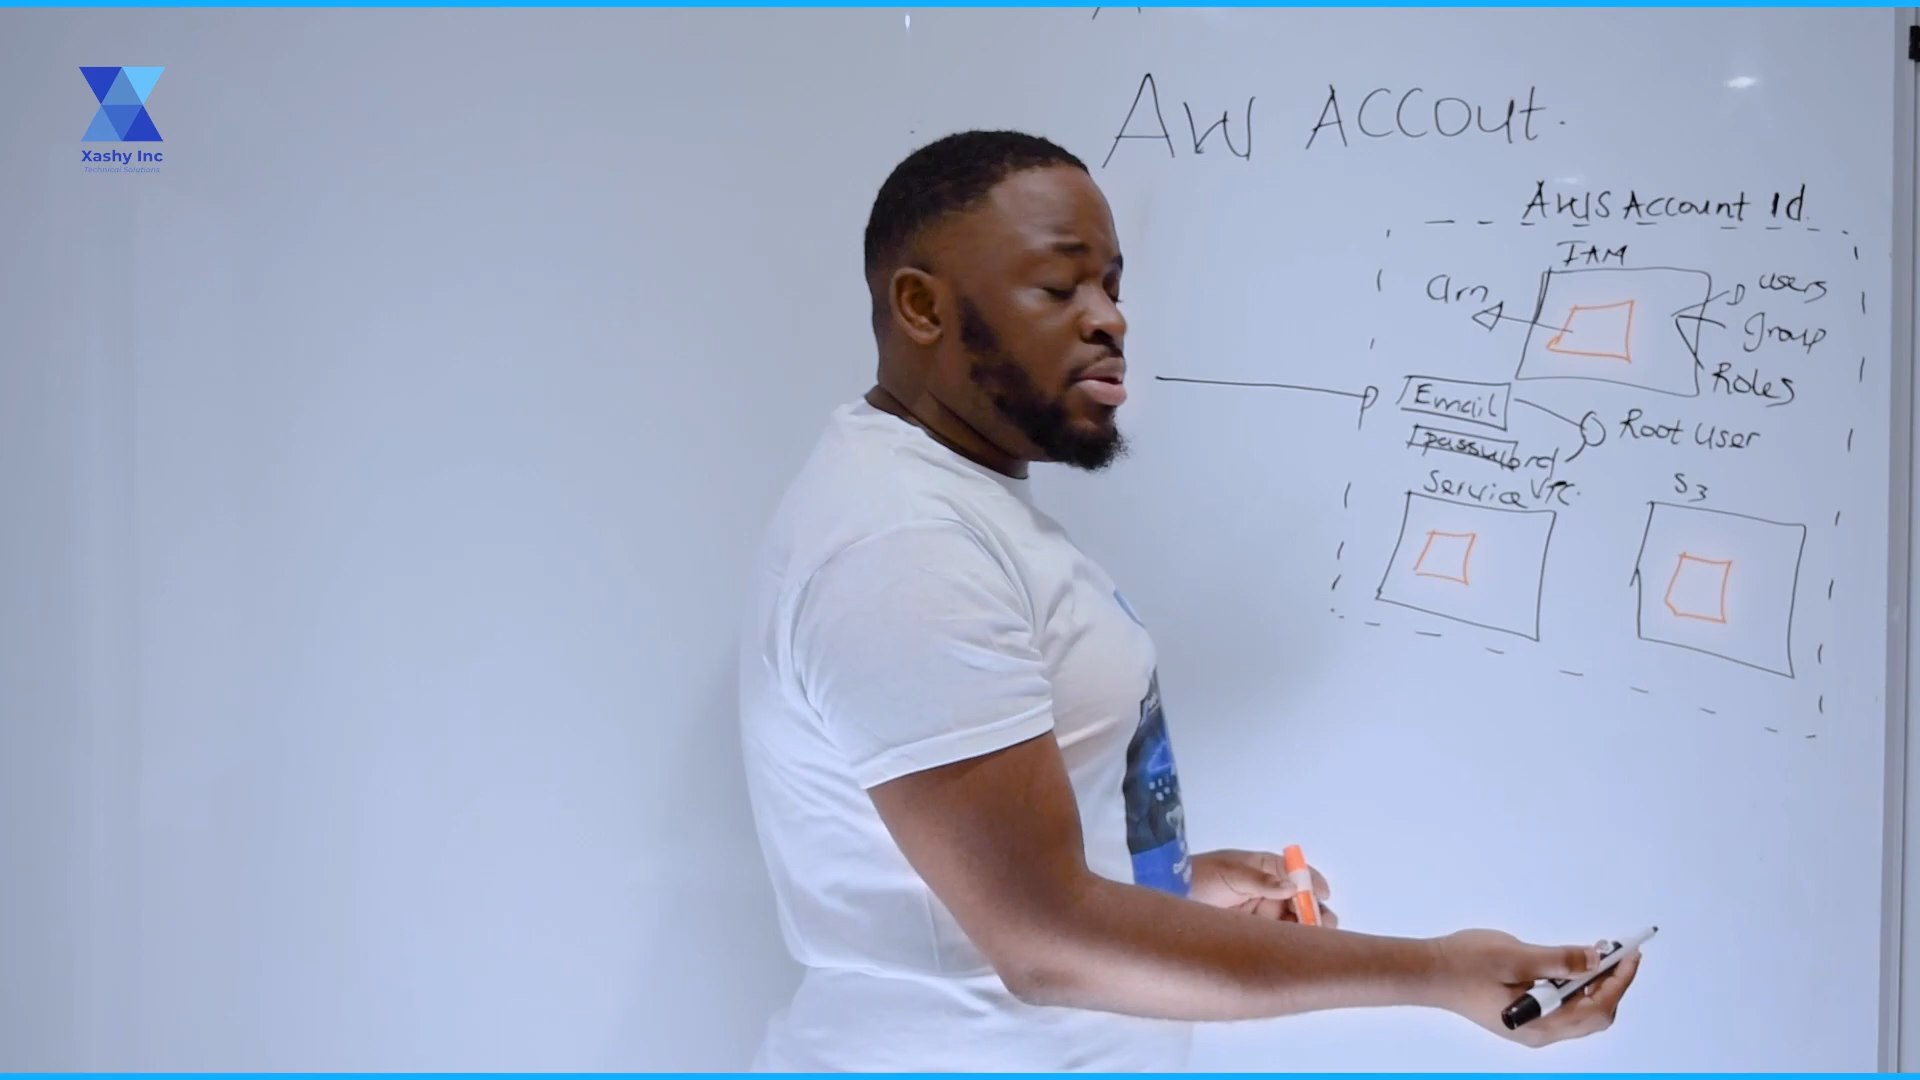 Xashy Inc
Technical Solutions
AWS ACCOUT.
AWS Account Id.
IAM
arn
users
group
Roles
Email
password
Root User
Service VPC.
S3